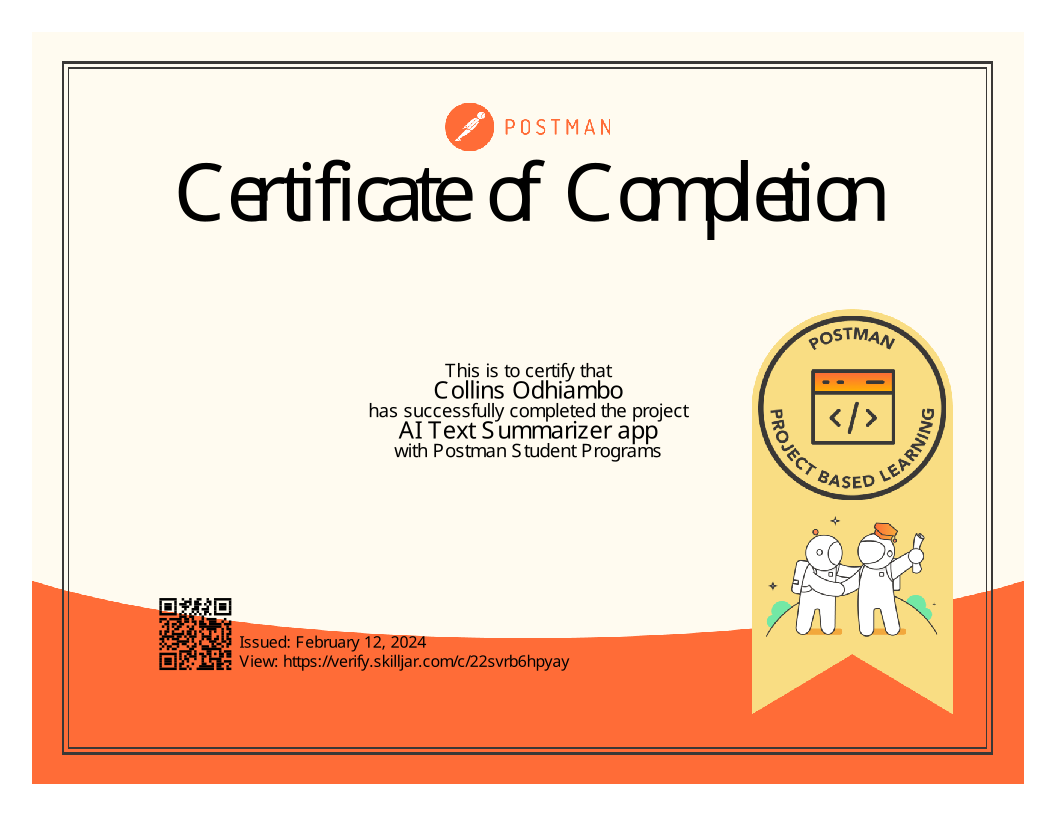 POSTMAN
Certificate of Completion
This is to certify that
Collins Odhiambo
has successfully completed the project
AI Text Summarizer app
with Postman Student Programs
POSTMAN
PROJECT BASED LEARNING
Issued: February 12, 2024
View: https://verify.skilljar.com/c/22svrb6hpyay